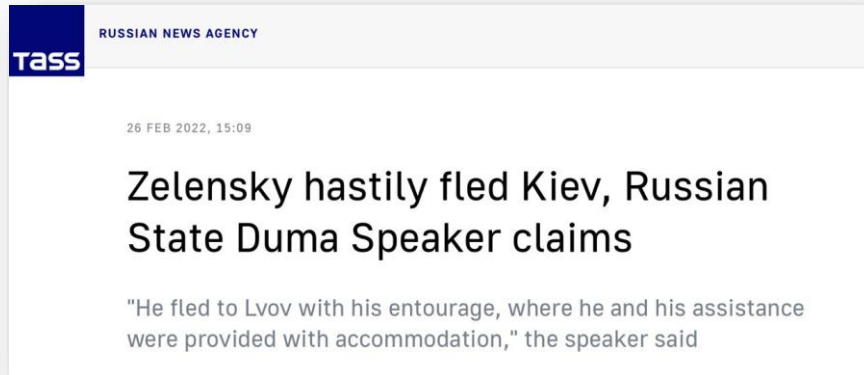 TASS
RUSSIAN NEWS AGENCY
26 FEB 2022, 15:09
Zelensky hastily fled Kiev, Russian
State Duma Speaker claims
"He fled to Lvov with his entourage, where he and his assistance
were provided with accommodation," the speaker said